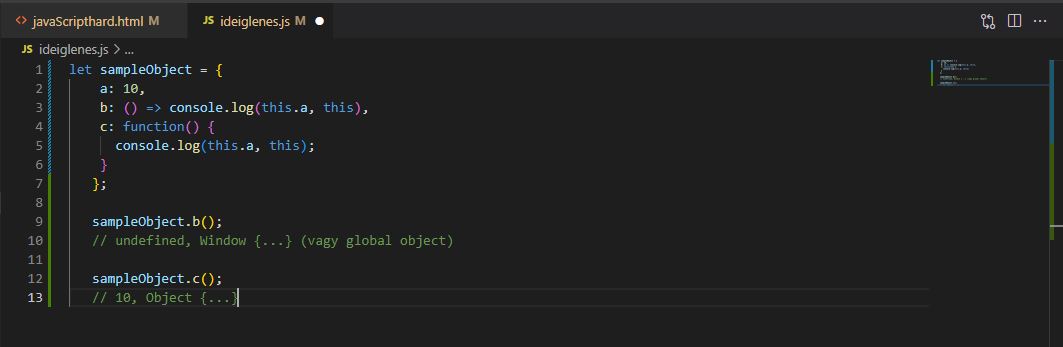 <> javaScripthard.html M
JS ideiglenes.js M ●
JS ideiglenes.js > ...
1 let sampleObject = {
2 a: 10,
3 b: () => console.log(this.a, this),
4 c: function() {
5 console.log(this.a, this);
6 }
7 };
8
9 sampleObject.b();
10 // undefined, Window {...} (vagy global object)
11
12 sampleObject.c();
13 // 10, Object {...}